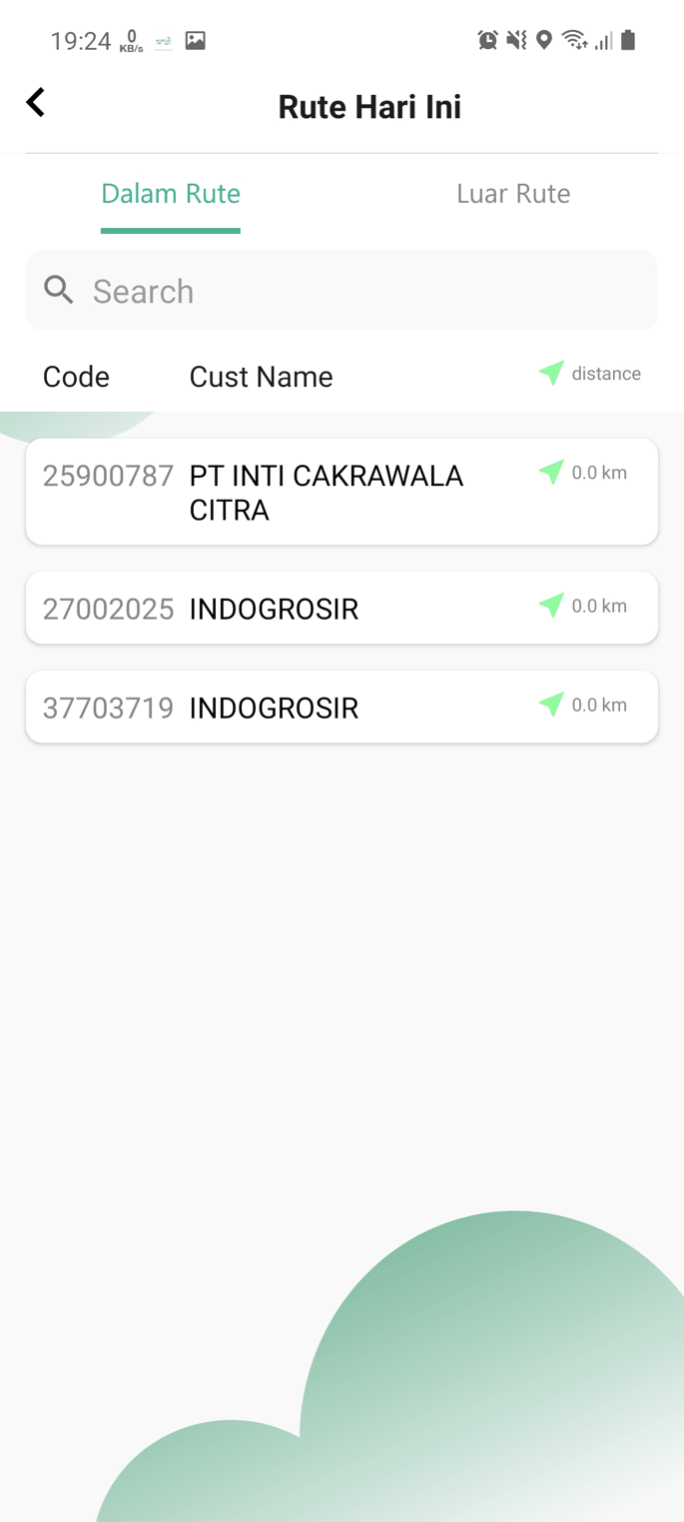 19:24 0 KB/s
Rute Hari Ini
Dalam Rute Luar Rute
Search
Code Cust Name distance
25900787 PT INTI CAKRAWALA CITRA 0.0 km
27002025 INDOGROSIR 0.0 km
37703719 INDOGROSIR 0.0 km